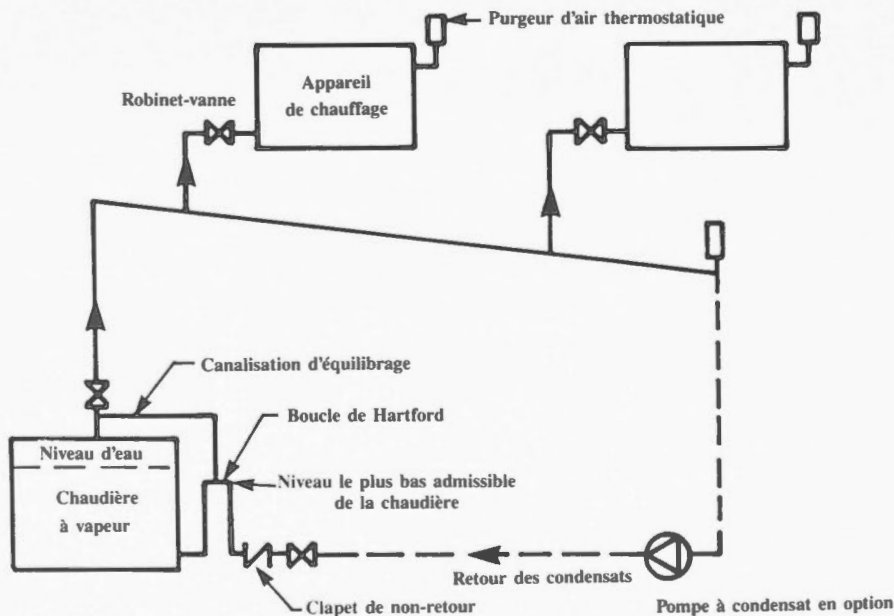 Purgeur d'air thermostatique
Appareil
de chauffage
Robinet-vanne
Canalisation d'équilibrage
Boucle de Hartford
Niveau d'eau
Niveau le plus bas admissible
de la chaudière
Chaudière
à vapeur
Retour des condensats
Clapet de non-retour
Pompe à condensat en option